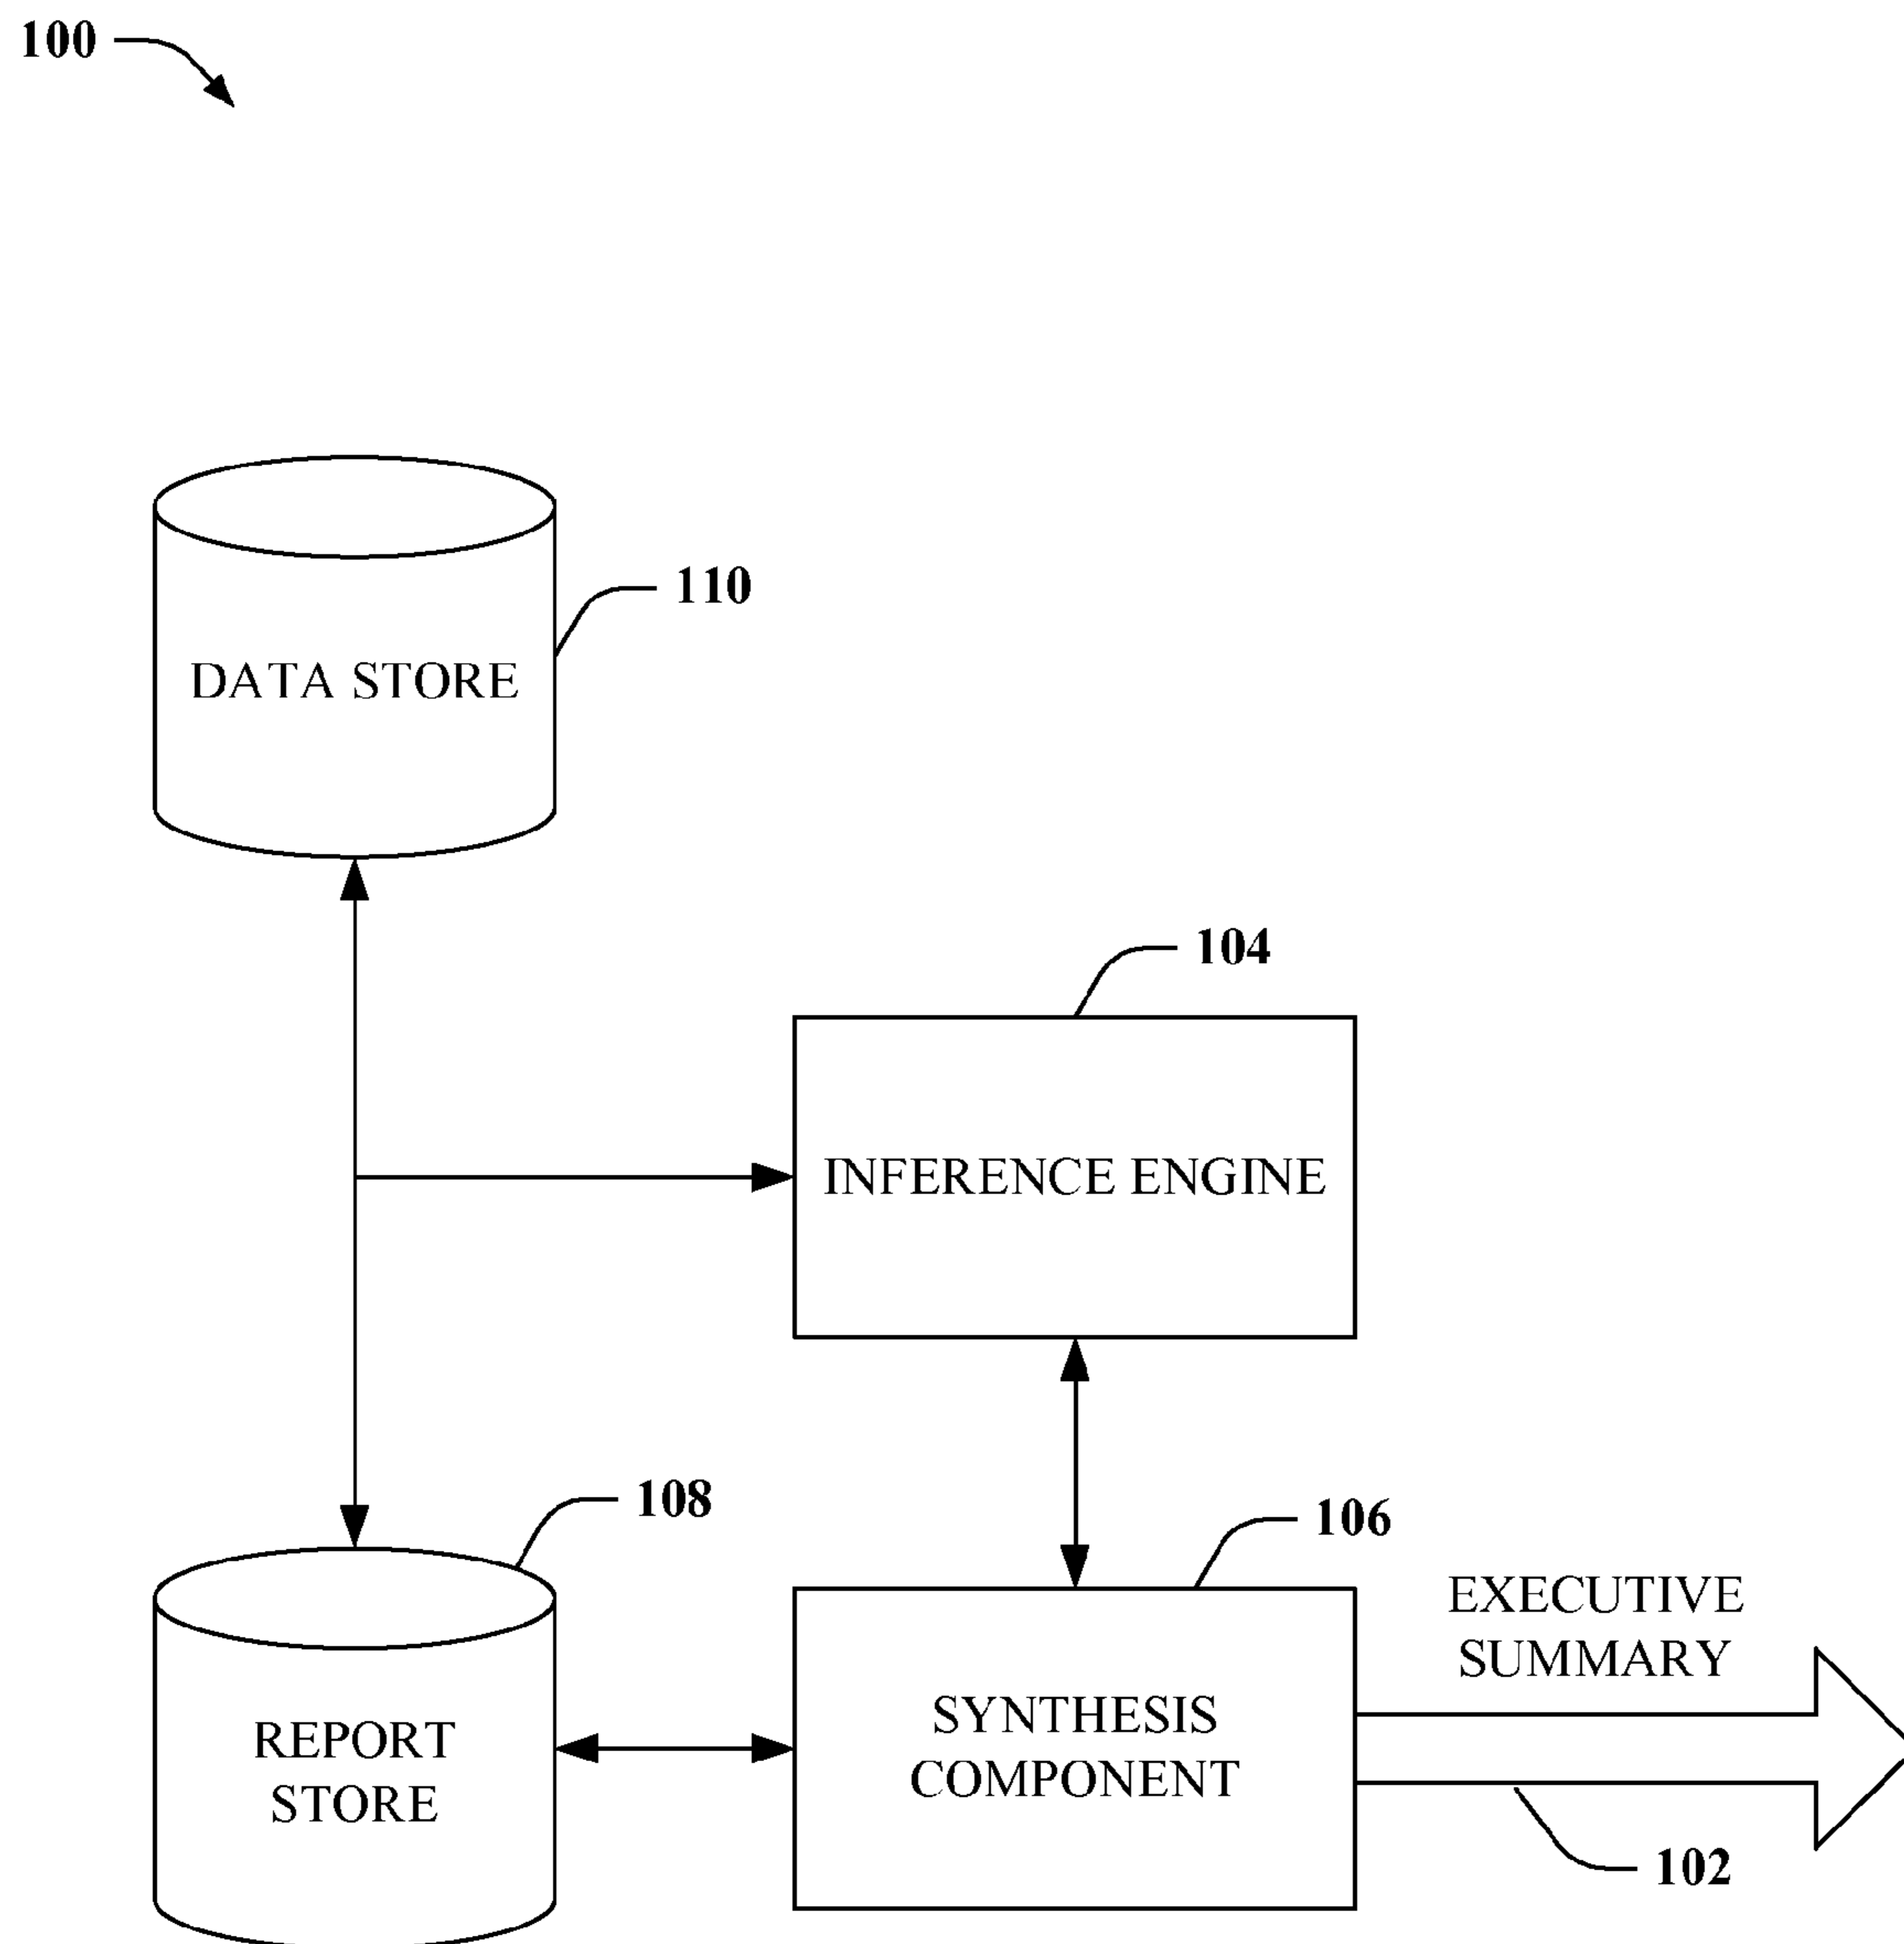 100
110
DATA STORE
104
INFERENCE ENGINE
108
106
EXECUTIVE
SUMMARY
REPORT
STORE
SYNTHESIS
COMPONENT
102